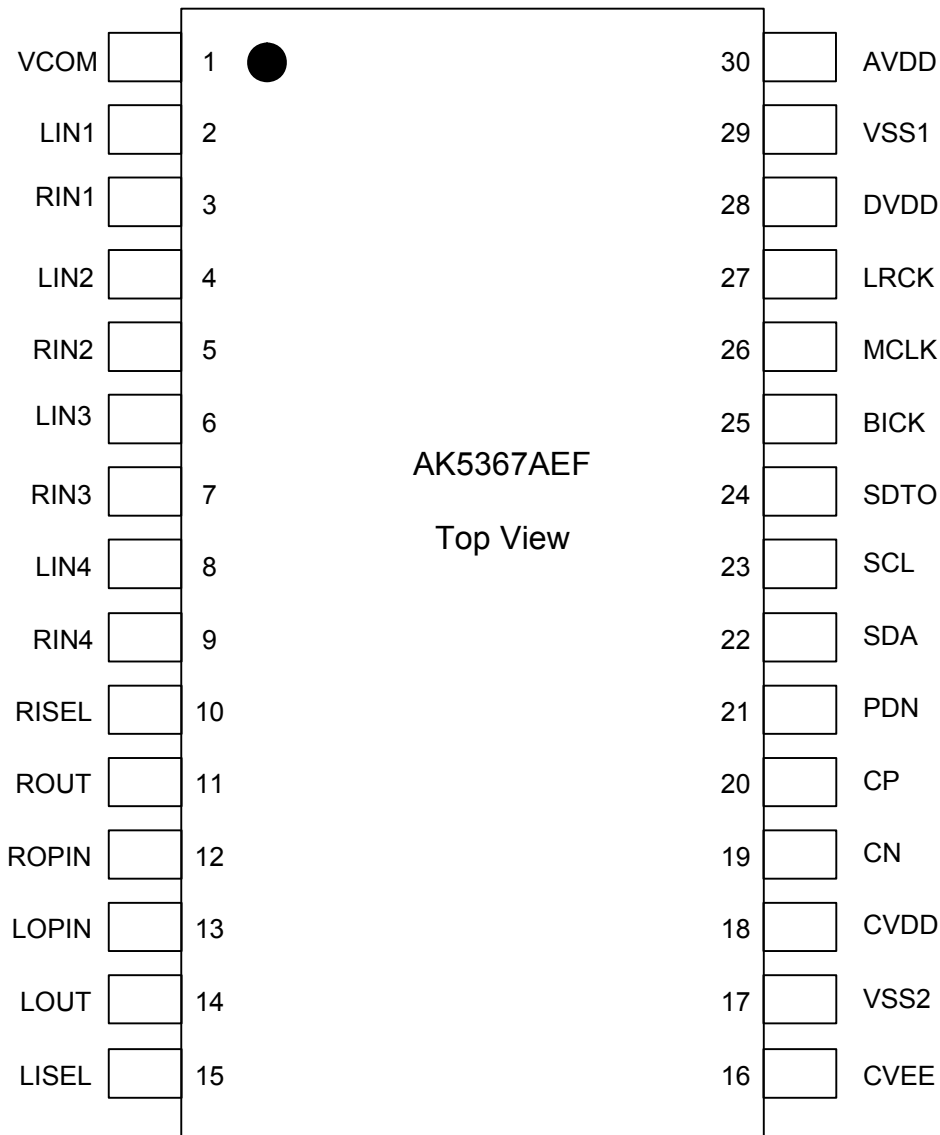 VCOM 1 30 AVDD
LIN1 2 29 VSS1
RIN1 3 28 DVDD
LIN2 4 27 LRCK
RIN2 5 26 MCLK
LIN3 6 25 BICK
AK5367AEF
RIN3 7 24 SDTO
Top View
LIN4 8 23 SCL
RIN4 9 22 SDA
RISEL 10 21 PDN
ROUT 11 20 CP
ROPIN 12 19 CN
LOPIN 13 18 CVDD
LOUT 14 17 VSS2
LISEL 15 16 CVEE